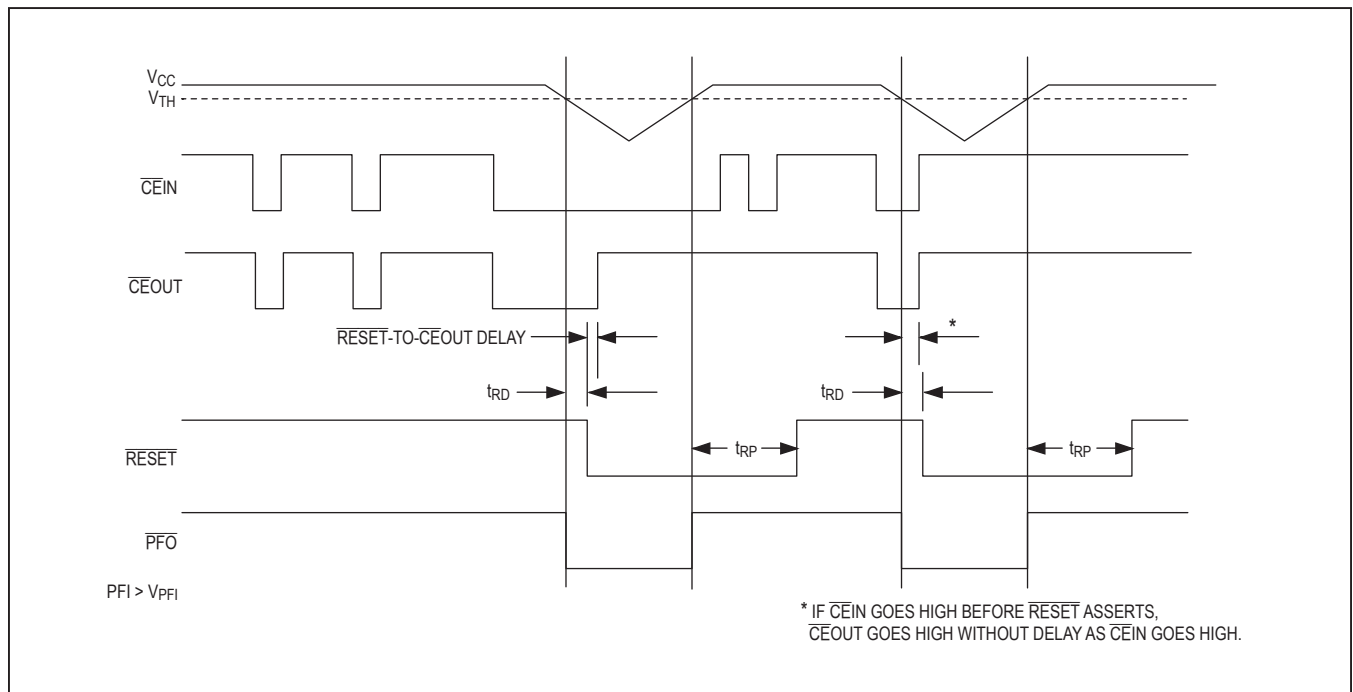 VCC
VTH
CEIN
CEOUT
RESET-TO-CEOUT DELAY
*
tRD
tRD
RESET
tRP
tRP
PFO
PFI > VPFI
* IF CEIN GOES HIGH BEFORE RESET ASSERTS,
CEOUT GOES HIGH WITHOUT DELAY AS CEIN GOES HIGH.